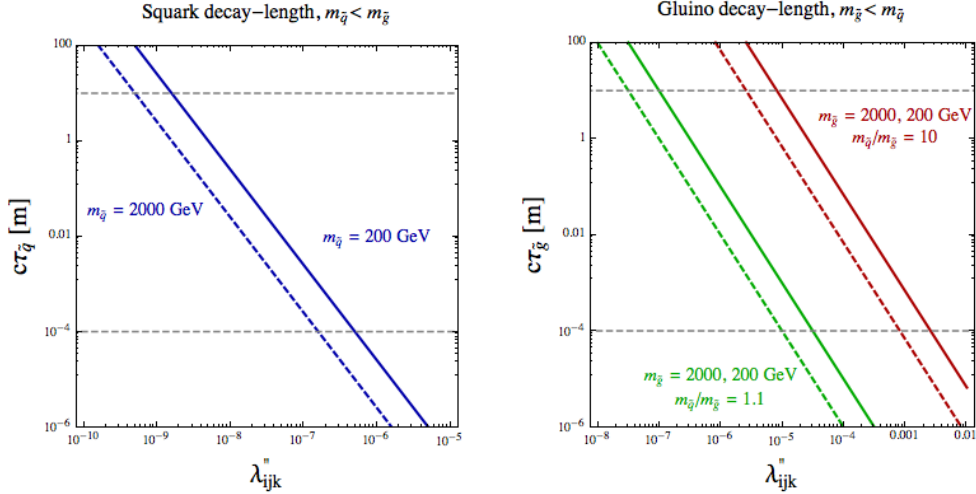 Squark decay−length, m_q̃ < m_g̃
100
1
0.01
10⁻⁴
10⁻⁶
cτ_q̃ [m]
m_q̃ = 2000 GeV
m_q̃ = 200 GeV
10⁻¹⁰ 10⁻⁹ 10⁻⁸ 10⁻⁷ 10⁻⁶ 10⁻⁵
λ''_ijk
Gluino decay−length, m_g̃ < m_q̃
100
1
0.01
10⁻⁴
10⁻⁶
cτ_g̃ [m]
m_g̃ = 2000, 200 GeV
m_q̃/m_g̃ = 10
m_g̃ = 2000, 200 GeV
m_q̃/m_g̃ = 1.1
10⁻⁸ 10⁻⁷ 10⁻⁶ 10⁻⁵ 10⁻⁴ 0.001 0.01
λ''_ijk